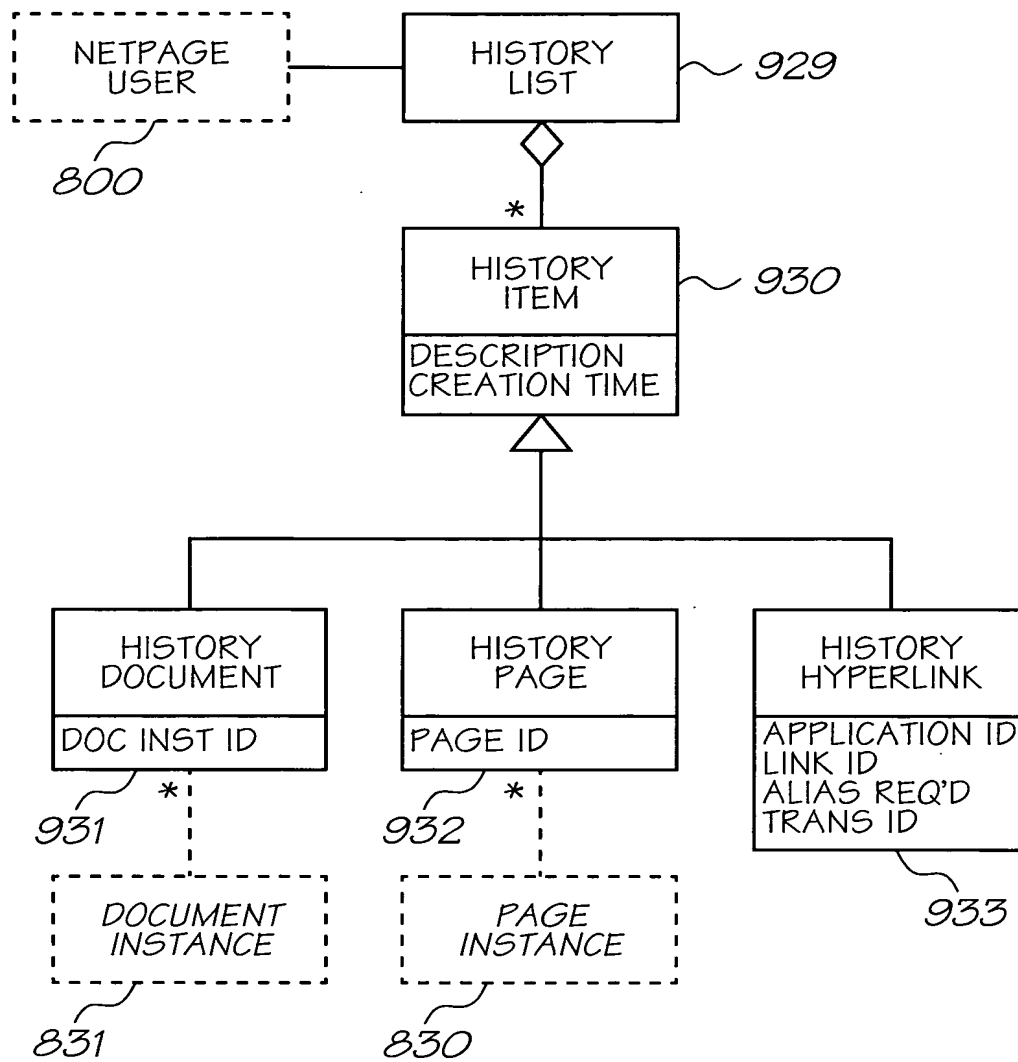 NETPAGE
USER
800
HISTORY
LIST
929
*
HISTORY
ITEM
930
DESCRIPTION
CREATION TIME
HISTORY
DOCUMENT
DOC INST ID
*
931
HISTORY
PAGE
PAGE ID
*
932
HISTORY
HYPERLINK
APPLICATION ID
LINK ID
ALIAS REQ'D
TRANS ID
933
DOCUMENT
INSTANCE
831
PAGE
INSTANCE
830